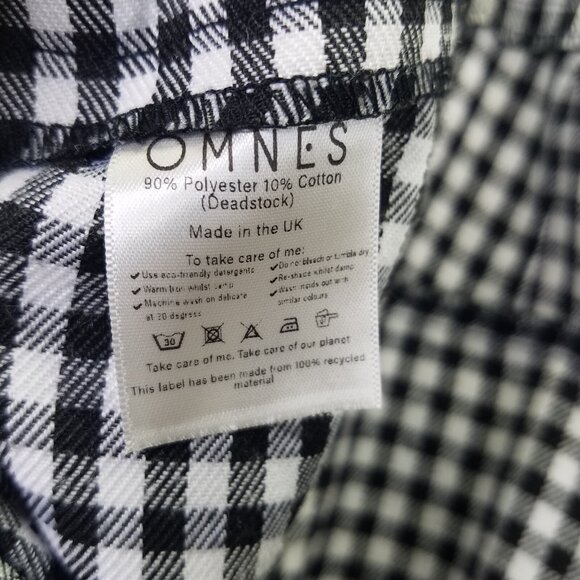 OMNES
90% Polyester 10% Cotton
(Deadstock)
Made in the UK
To take care of me:
✓Use eco-friendly detergents
✓Warm iron whilst damp
✓Machine wash on delicate
at 30 degrees
✓Do not bleach or tumble dry
✓Re-shape whilst damp
✓Wash inside out with
similar colours
30
Take care of me. Take care of our planet
This label has been made from 100% recycled
material